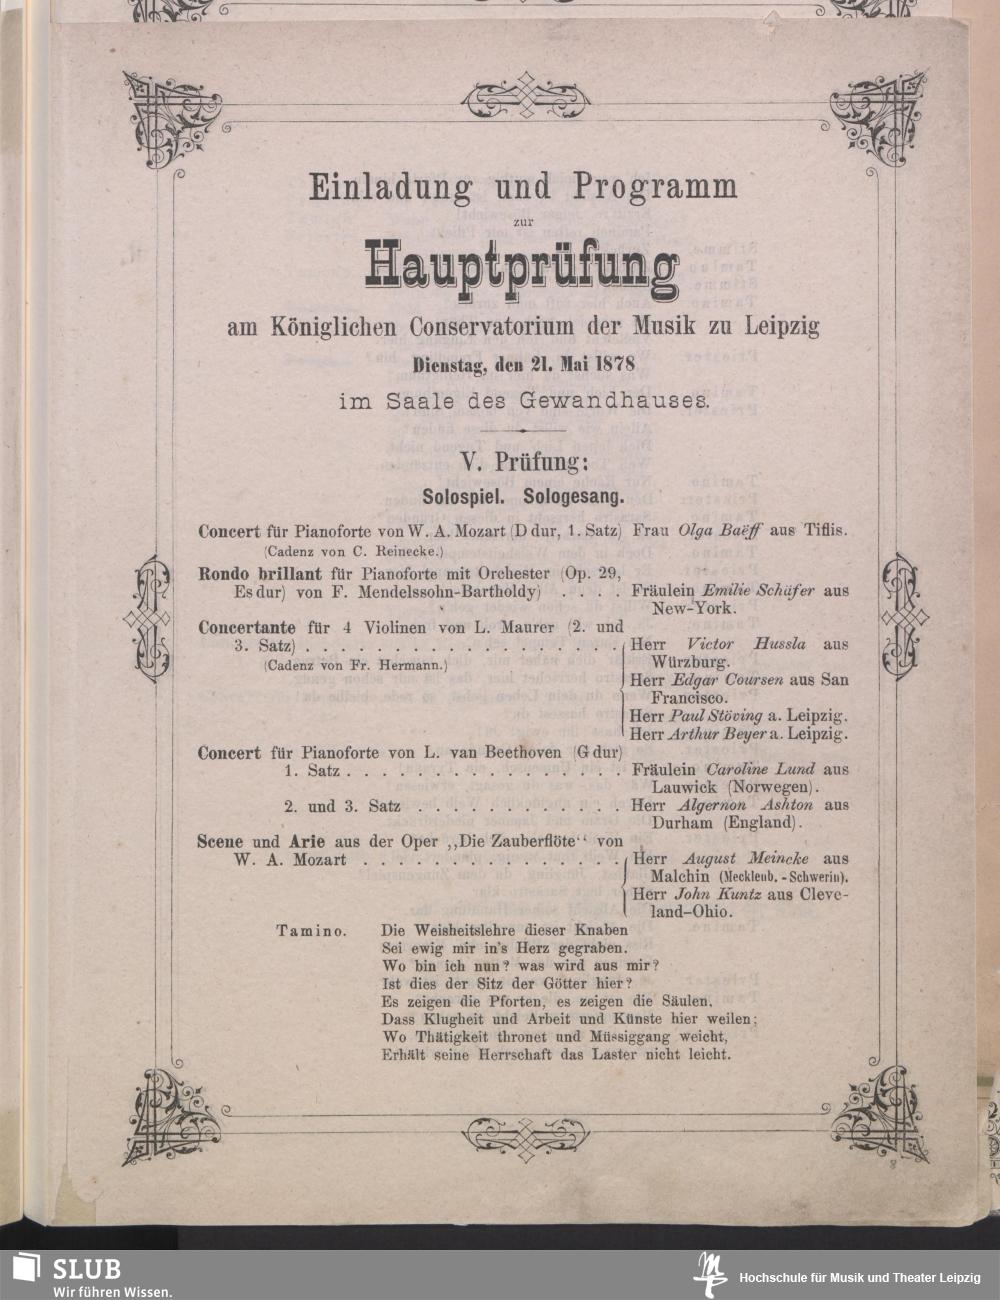 Einladung und Programm
zur
Hauptprüfung
am Königlichen Conservatorium der Musik zu Leipzig
Dienstag, den 21. Mai 1878
im Saale des Gewandhauses.
V. Prüfung:
Solospiel. Sologesang.
Concert für Pianoforte von W. A. Mozart (D dur, 1. Satz) Frau Olga Baëff aus Tiflis.
(Cadenz von C. Reinecke.)
Rondo brillant für Pianoforte mit Orchester (Op. 29,
Es dur) von F. Mendelssohn-Bartholdy) . . . . Fräulein Emilie Schäfer aus
New-York.
Concertante für 4 Violinen von L. Maurer (2. und
3. Satz) . . . . . . . . . . . . . . . . . . Herr Victor Hussla aus
(Cadenz von Fr. Hermann.) Würzburg.
Herr Edgar Coursen aus San
Francisco.
Herr Paul Stöving a. Leipzig.
Herr Arthur Beyer a. Leipzig.
Concert für Pianoforte von L. van Beethoven (G dur)
1. Satz . . . . . . . . . . . . . . . . . Fräulein Caroline Lund aus
Lauwick (Norwegen).
2. und 3. Satz . . . . . . . . . . . . Herr Algernon Ashton aus
Durham (England).
Scene und Arie aus der Oper ,,Die Zauberflöte‘‘ von
W. A. Mozart . . . . . . . . . . . . . . . Herr August Meincke aus
Malchin (Mecklenb.-Schwerin).
Herr John Kuntz aus Cleve-
land-Ohio.
Tamino. Die Weisheitslehre dieser Knaben
Sei ewig mir in's Herz gegraben.
Wo bin ich nun? was wird aus mir?
Ist dies der Sitz der Götter hier?
Es zeigen die Pforten, es zeigen die Säulen,
Dass Klugheit und Arbeit und Künste hier weilen;
Wo Thätigkeit thronet und Müssiggang weicht,
Erhält seine Herrschaft das Laster nicht leicht.
8
SLUB
Wir führen Wissen.
Hochschule für Musik und Theater Leipzig